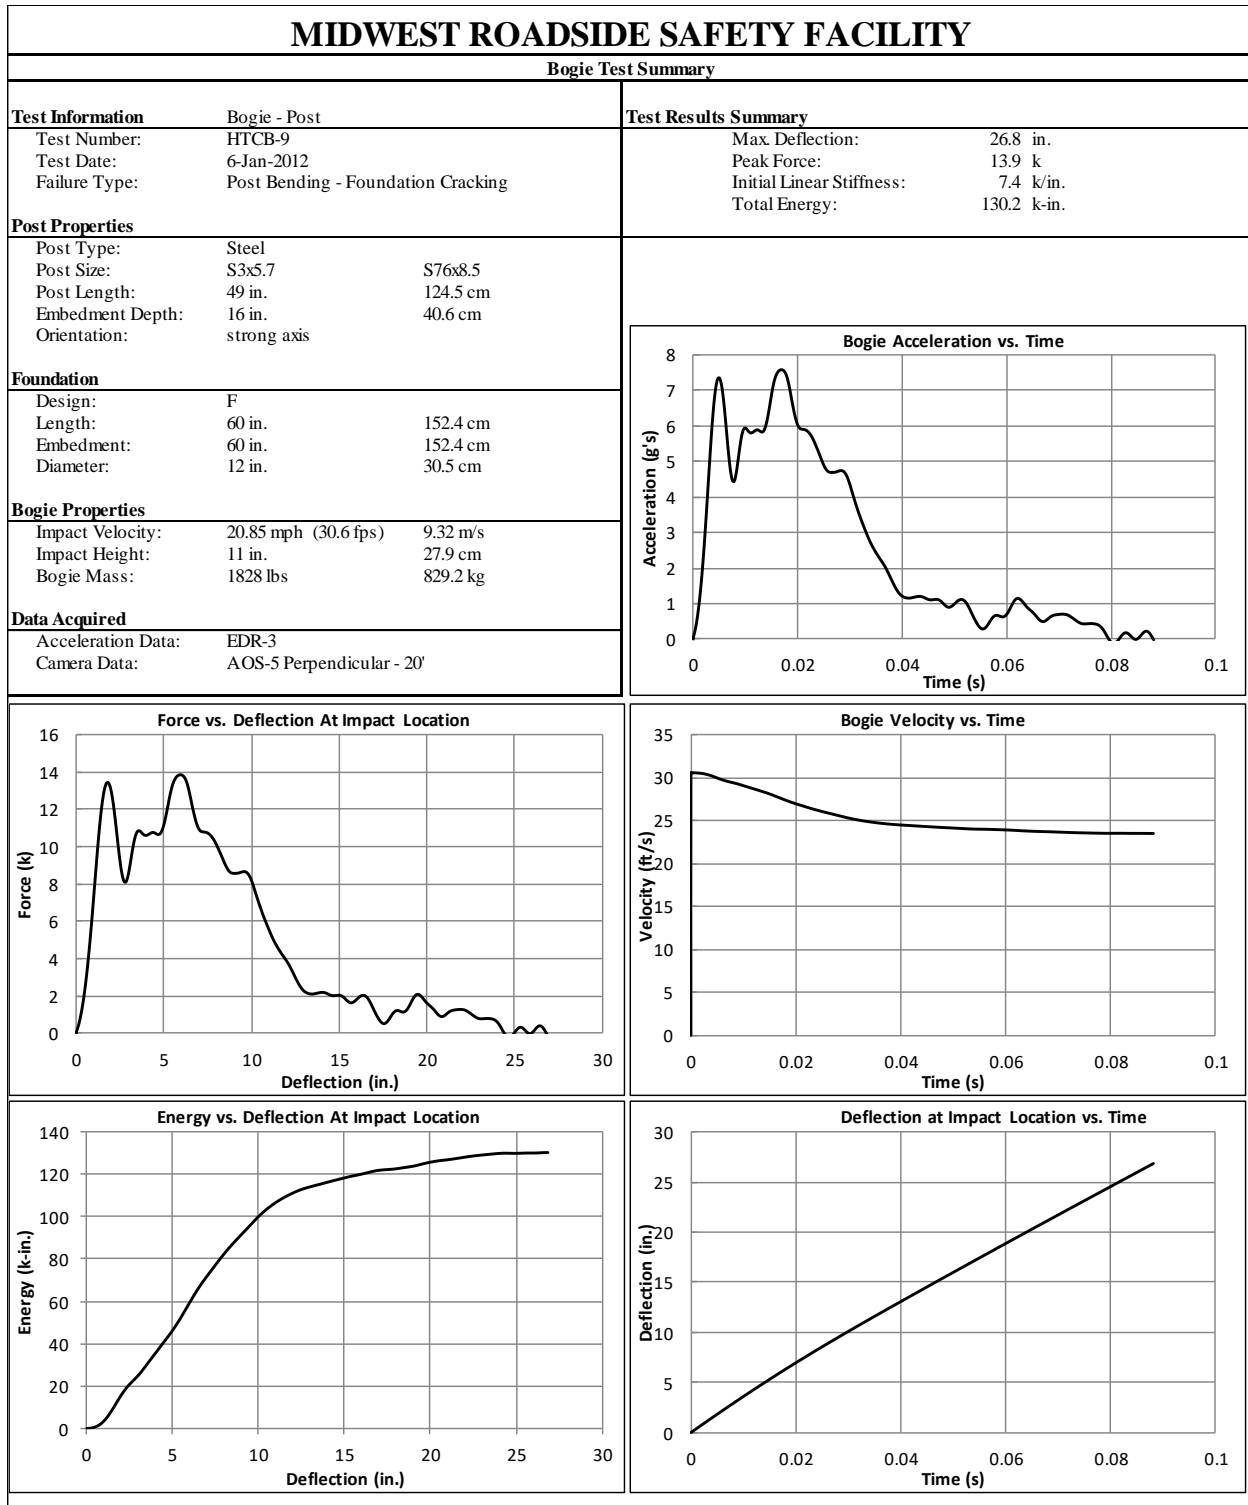 MIDWEST ROADSIDE SAFETY FACILITY
Bogie Test Summary
Test Information Bogie - Post
Test Number: HTCB-9
Test Date: 6-Jan-2012
Failure Type: Post Bending - Foundation Cracking
Post Properties
Post Type: Steel
Post Size: S3x5.7 S76x8.5
Post Length: 49 in. 124.5 cm
Embedment Depth: 16 in. 40.6 cm
Orientation: strong axis
Foundation
Design: F
Length: 60 in. 152.4 cm
Embedment: 60 in. 152.4 cm
Diameter: 12 in. 30.5 cm
Bogie Properties
Impact Velocity: 20.85 mph (30.6 fps) 9.32 m/s
Impact Height: 11 in. 27.9 cm
Bogie Mass: 1828 lbs 829.2 kg
Data Acquired
Acceleration Data: EDR-3
Camera Data: AOS-5 Perpendicular - 20'
Test Results Summary
Max. Deflection: 26.8 in.
Peak Force: 13.9 k
Initial Linear Stiffness: 7.4 k/in.
Total Energy: 130.2 k-in.
Bogie Acceleration vs. Time
Acceleration (g's)
8
7
6
5
4
3
2
1
0
0 0.02 0.04 0.06 0.08 0.1
Time (s)
Force vs. Deflection At Impact Location
Force (k)
16
14
12
10
8
6
4
2
0
0 5 10 15 20 25 30
Deflection (in.)
Bogie Velocity vs. Time
Velocity (ft/s)
35
30
25
20
15
10
5
0
0 0.02 0.04 0.06 0.08 0.1
Time (s)
Energy vs. Deflection At Impact Location
Energy (k-in.)
140
120
100
80
60
40
20
0
0 5 10 15 20 25 30
Deflection (in.)
Deflection at Impact Location vs. Time
Deflection (in.)
30
25
20
15
10
5
0
0 0.02 0.04 0.06 0.08 0.1
Time (s)